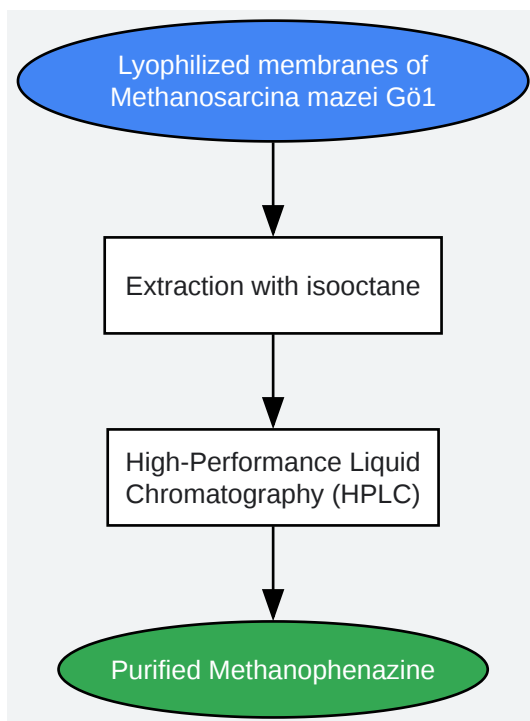 Lyophilized membranes of
Methanosarcina mazei Gö1
Extraction with isooctane
High-Performance Liquid
Chromatography (HPLC)
Purified Methanophenazine